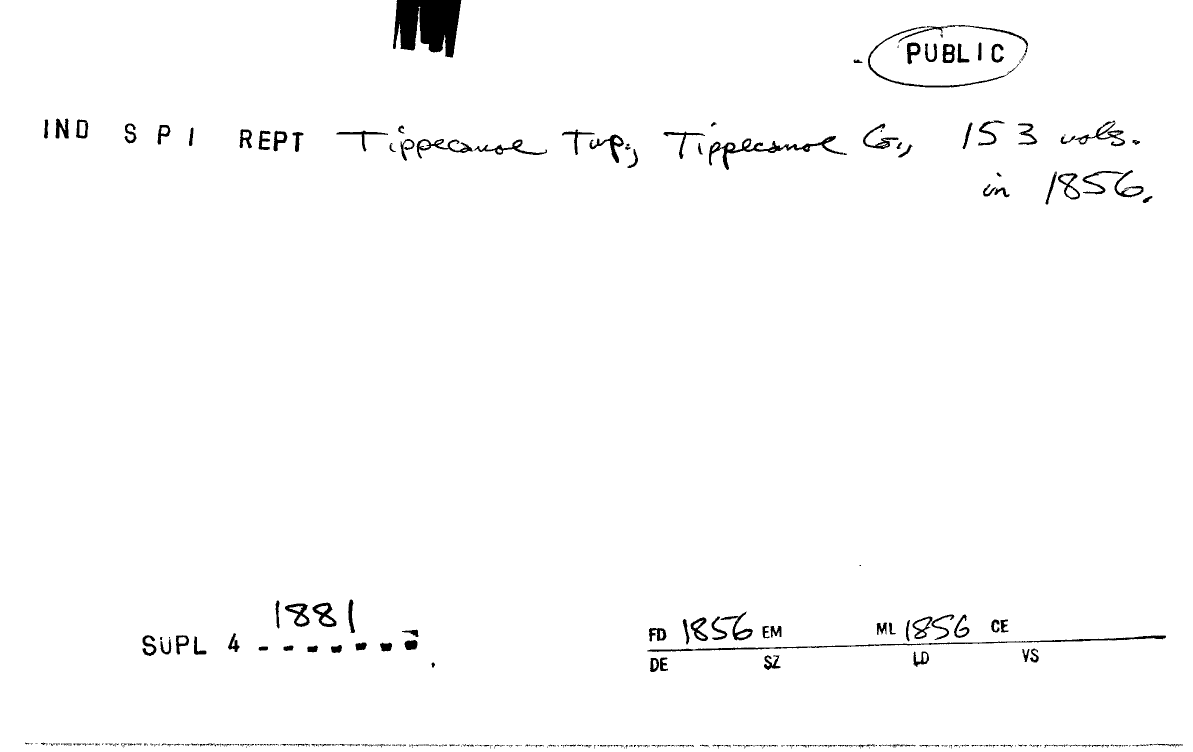 PUBLIC
IND S P I REPT Tippecanoe Twp., Tippecanoe Co., 153 vols.
in 1856.
1881
SUPL 4 -------
FD 1856 EM ML 1856 CE
DE SZ LD VS